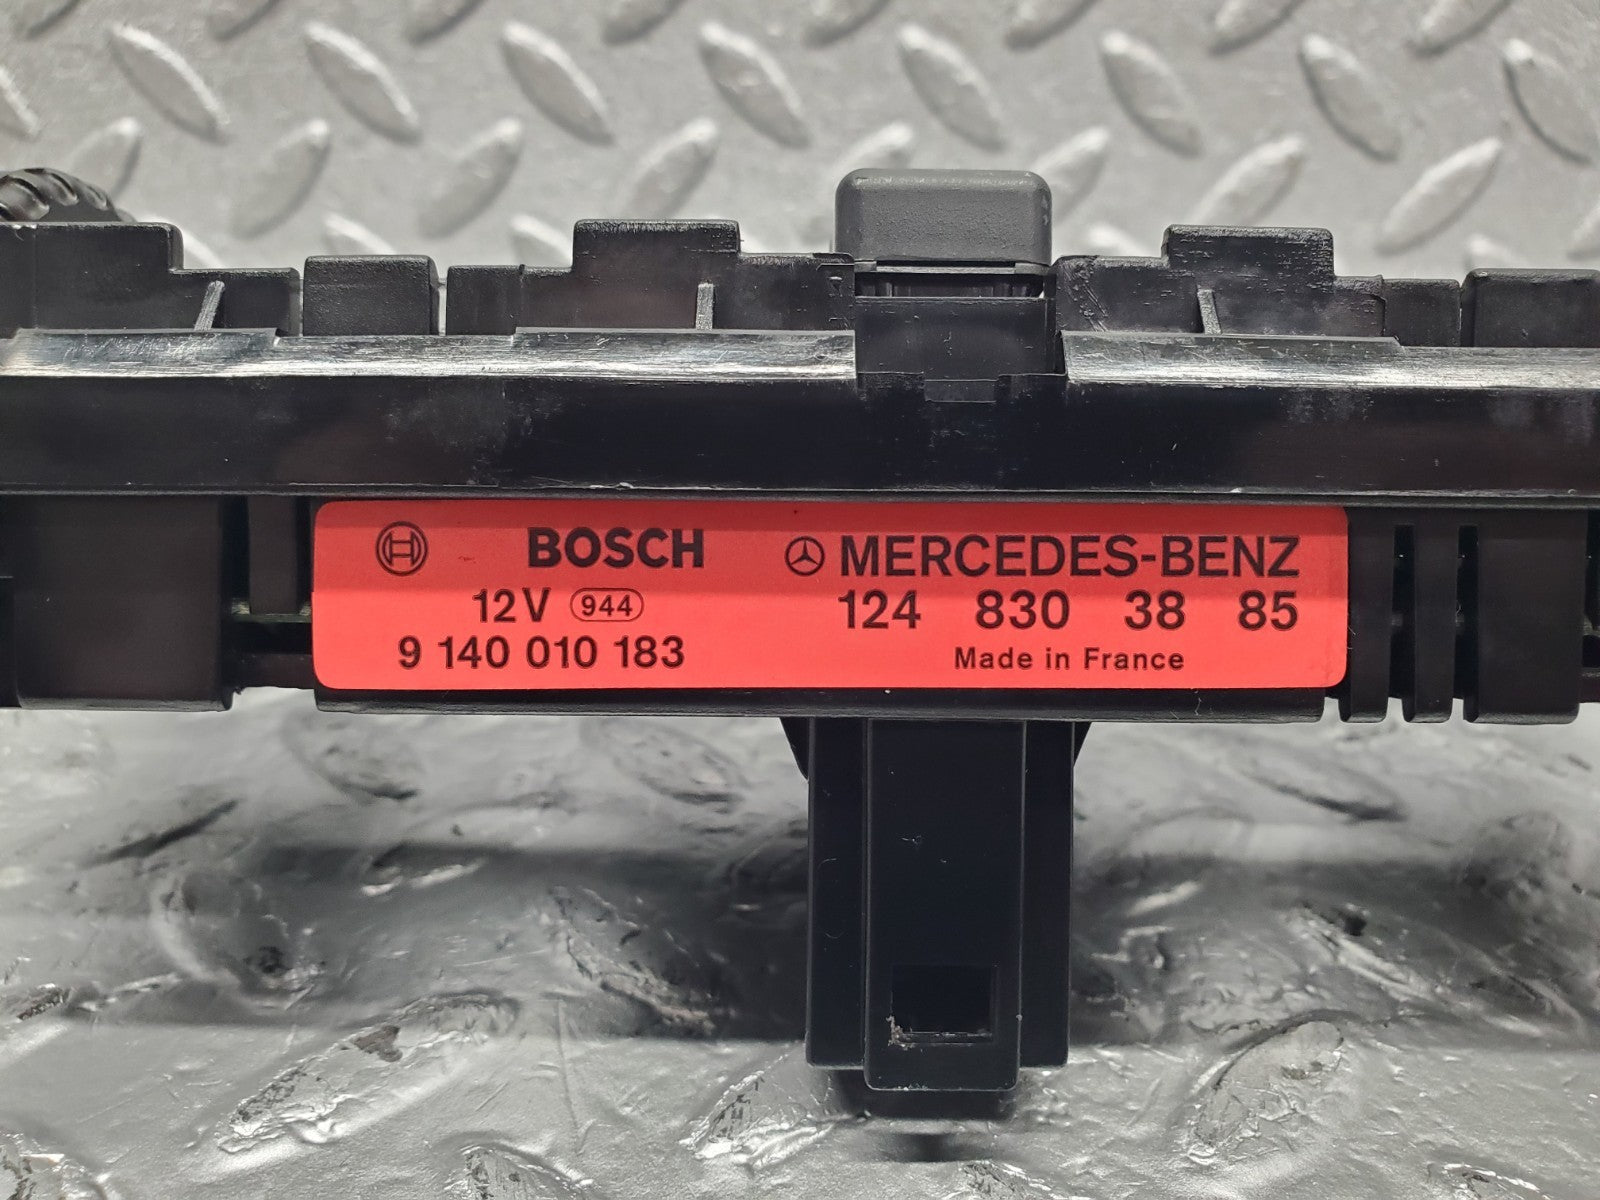 BOSCH
12V 944
9 140 010 183
MERCEDES-BENZ
124 830 38 85
Made in France